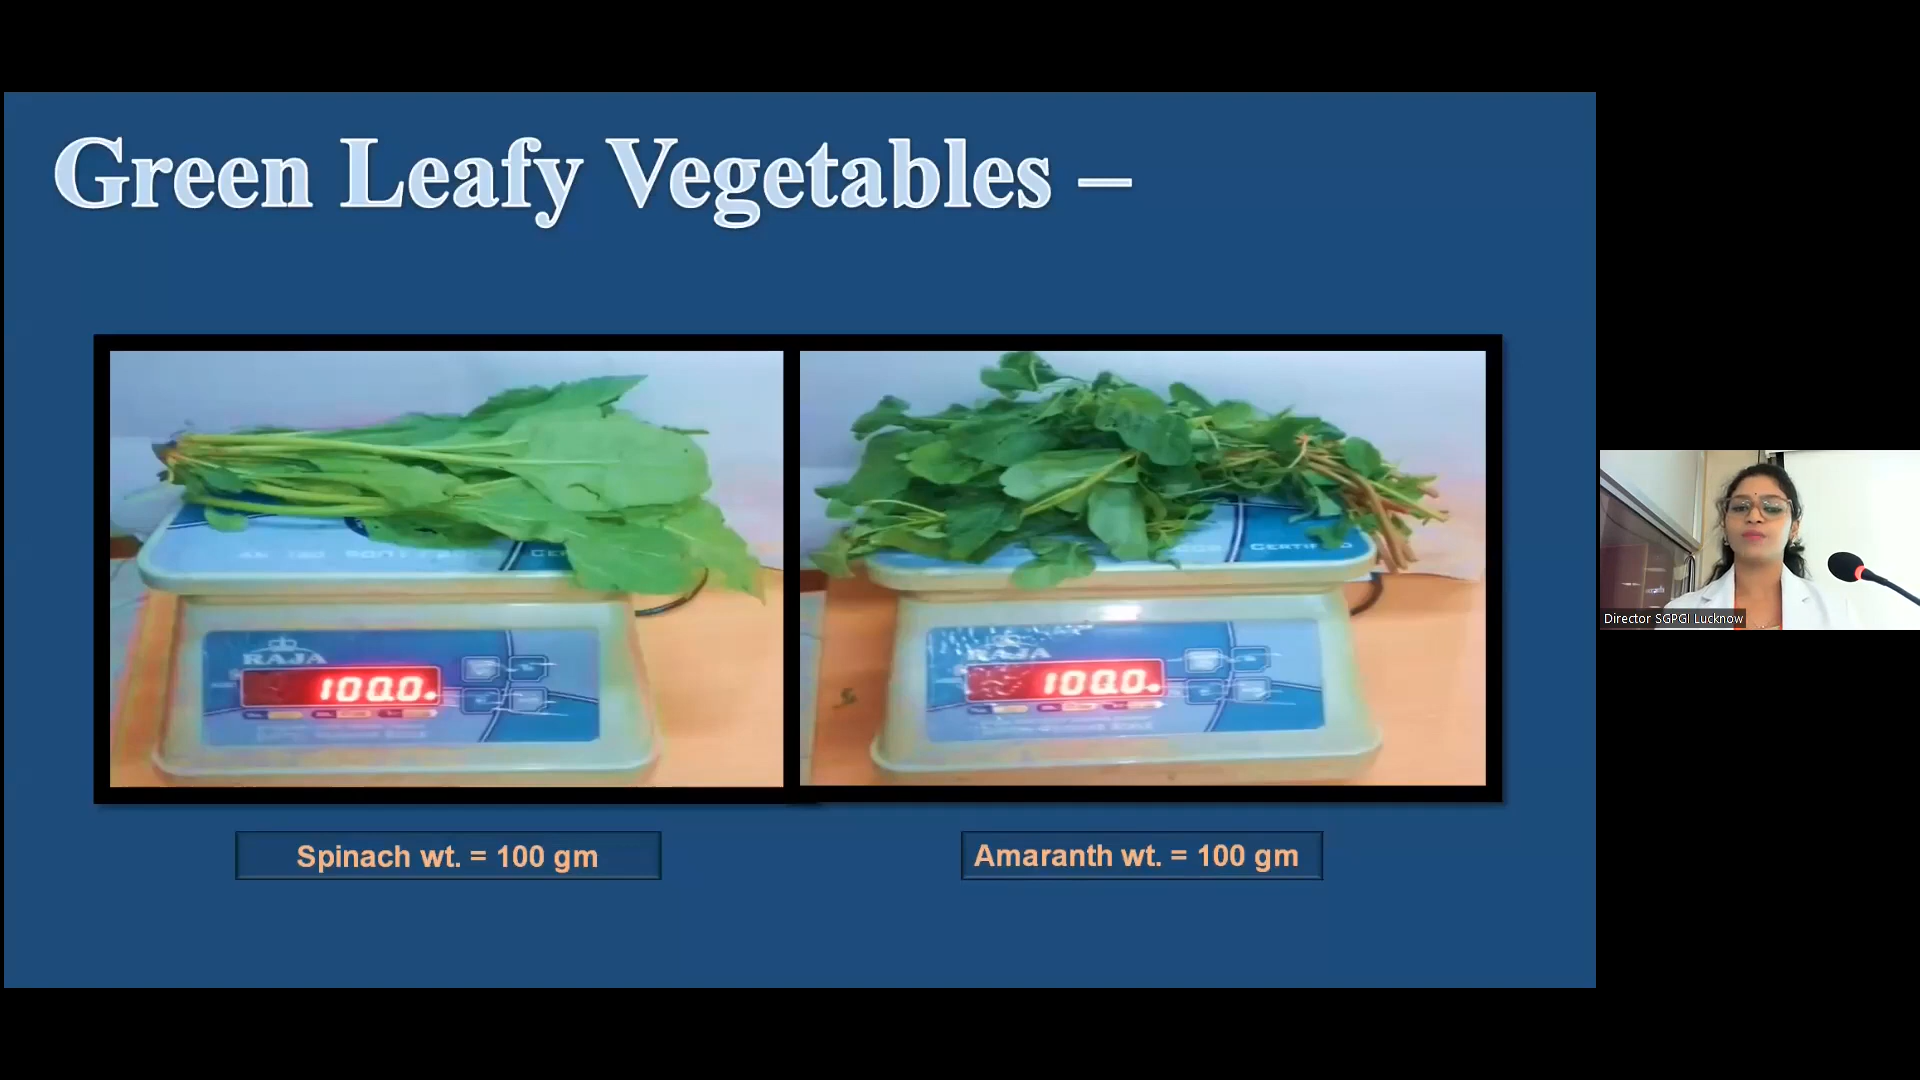 Green Leafy Vegetables –
RAJA
100.0
RAJA
100.0
Spinach wt. = 100 gm
Amaranth wt. = 100 gm
Director SGPGI Lucknow